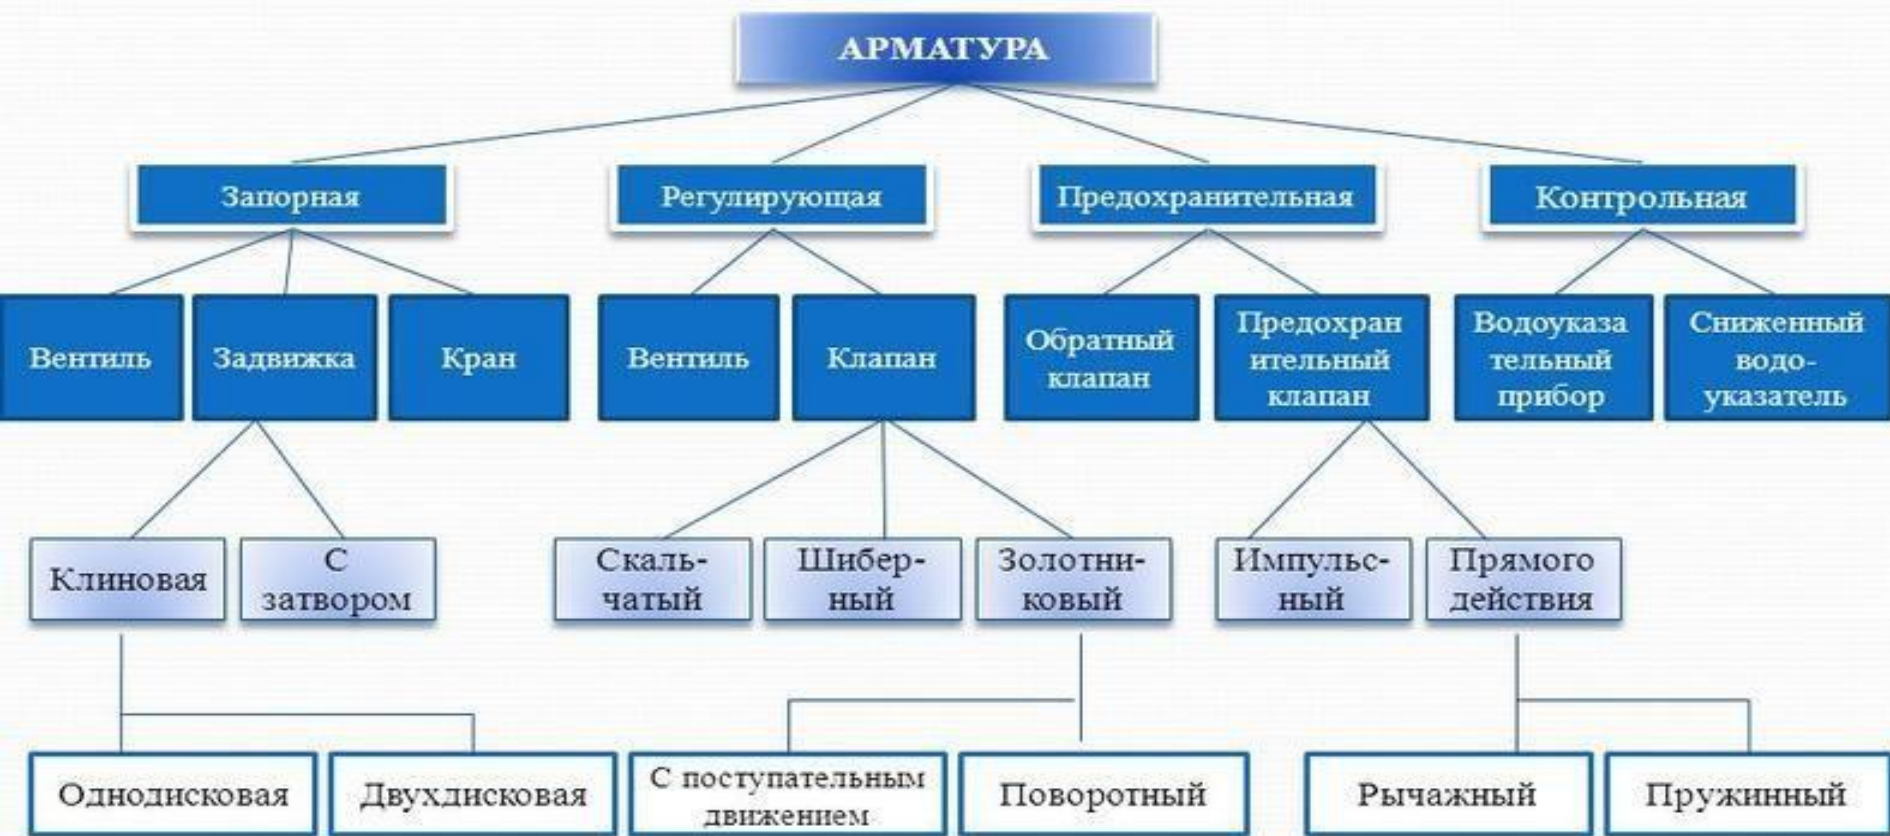 АРМАТУРА
Запорная
Регулирующая
Предохранительная
Контрольная
Вентиль
Задвижка
Кран
Вентиль
Клапан
Обратный
клапан
Предохран
ительный
клапан
Водоуказа
тельный
прибор
Сниженный
водо-
указатель
Клиновая
С
затвором
Скаль-
чатый
Шибер-
ный
Золотни-
ковый
Импульс-
ный
Прямого
действия
Однодисковая
Двухдисковая
С поступательным
движением
Поворотный
Рычажный
Пружинный